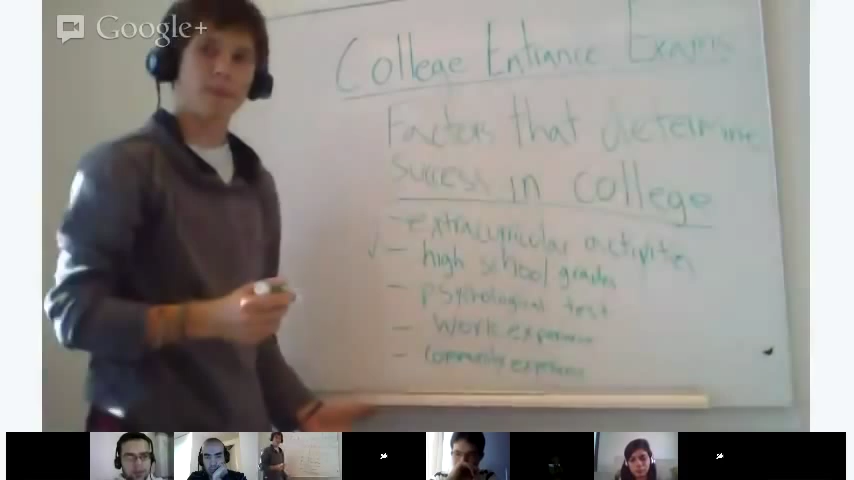 Google+
College Entrance Exams
Factors that determine
success in college
- extracurricular activities
✓ - high school grades
- psychological test
- work experience
- community experience